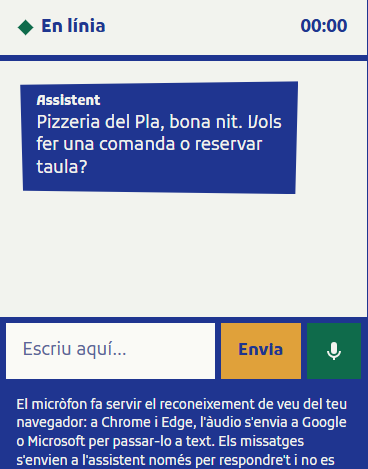 En línia
00:00
Assistent
Pizzeria del Pla, bona nit. Vols
fer una comanda o reservar
taula?
Escriu aquí...
Envia
El micròfon fa servir el reconeixement de veu del teu
navegador: a Chrome i Edge, l'àudio s'envia a Google
o Microsoft per passar-lo a text. Els missatges
s'envien a l'assistent només per respondre't i no es